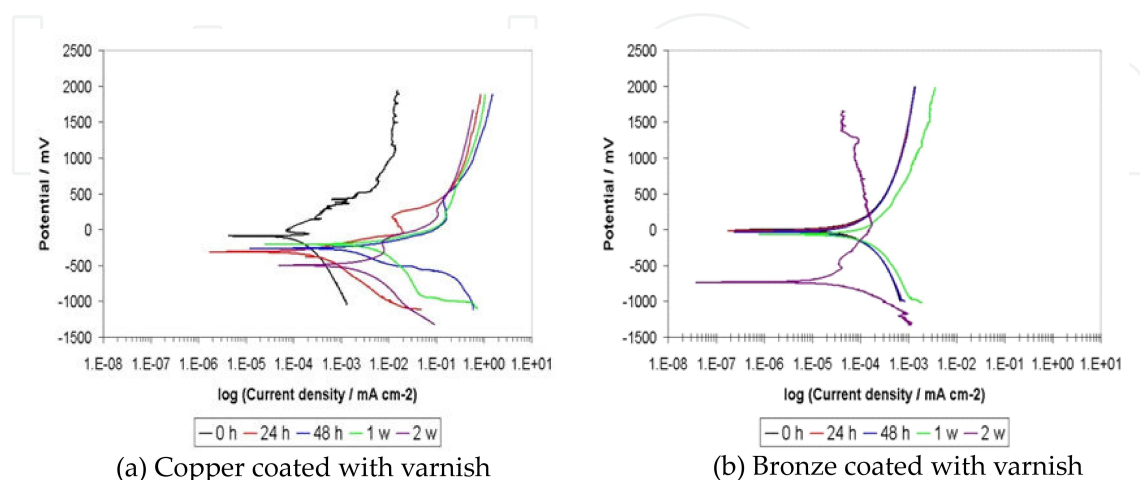 2500
2000
1500
1000
500
0
-500
-1000
-1500
Potential / mV
1.E-08 1.E-07 1.E-06 1.E-05 1.E-04 1.E-03 1.E-02 1.E-01 1.E+00 1.E+01
log (Current density / mA cm-2)
0 h 24 h 48 h 1 w 2 w
(a) Copper coated with varnish
2500
2000
1500
1000
500
0
-500
-1000
-1500
Potential / mV
1.E-08 1.E-07 1.E-06 1.E-05 1.E-04 1.E-03 1.E-02 1.E-01 1.E+00 1.E+01
log (Current density / mA cm-2)
0 h 24 h 48 h 1 w 2 w
(b) Bronze coated with varnish